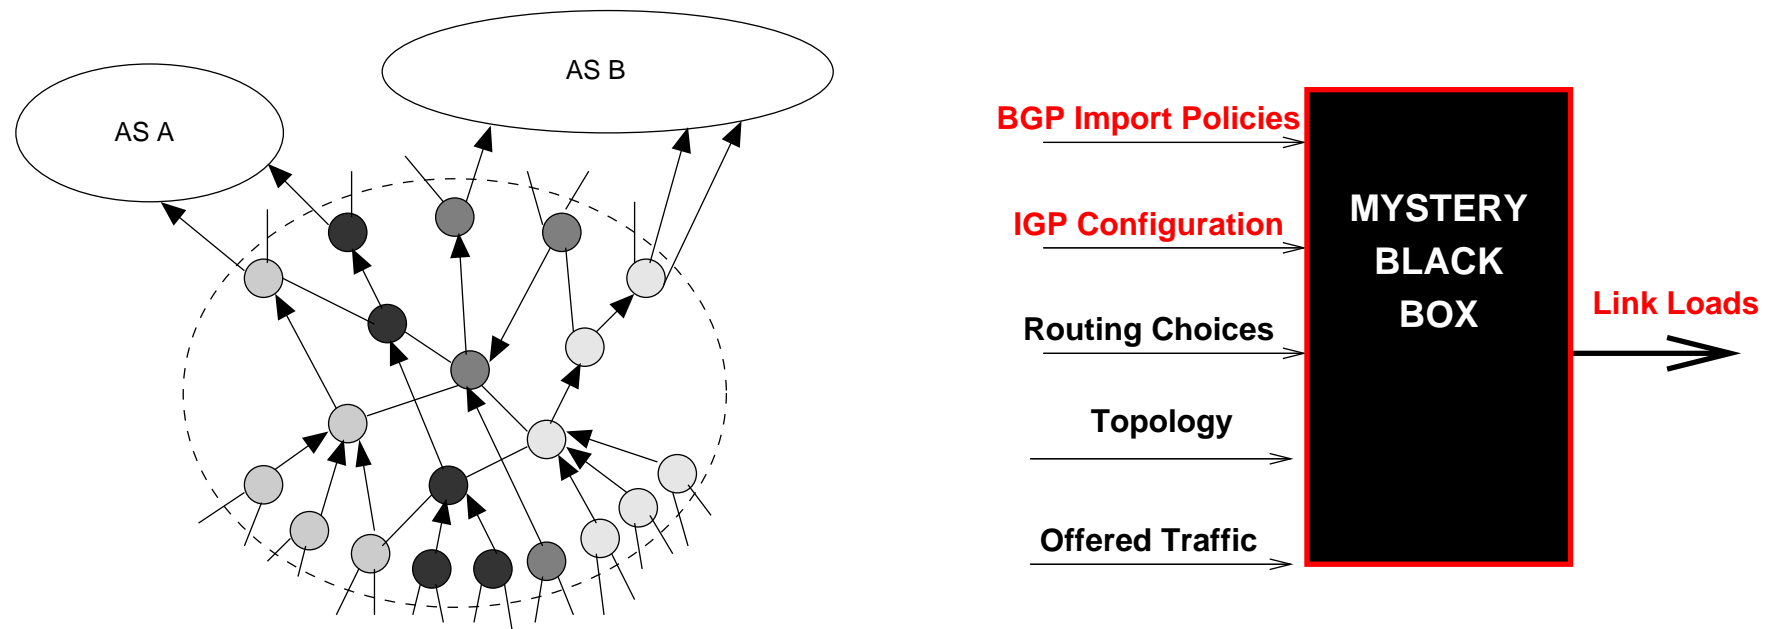 AS A
AS B
BGP Import Policies
IGP Configuration
Routing Choices
Topology
Offered Traffic
MYSTERY
BLACK
BOX
Link Loads